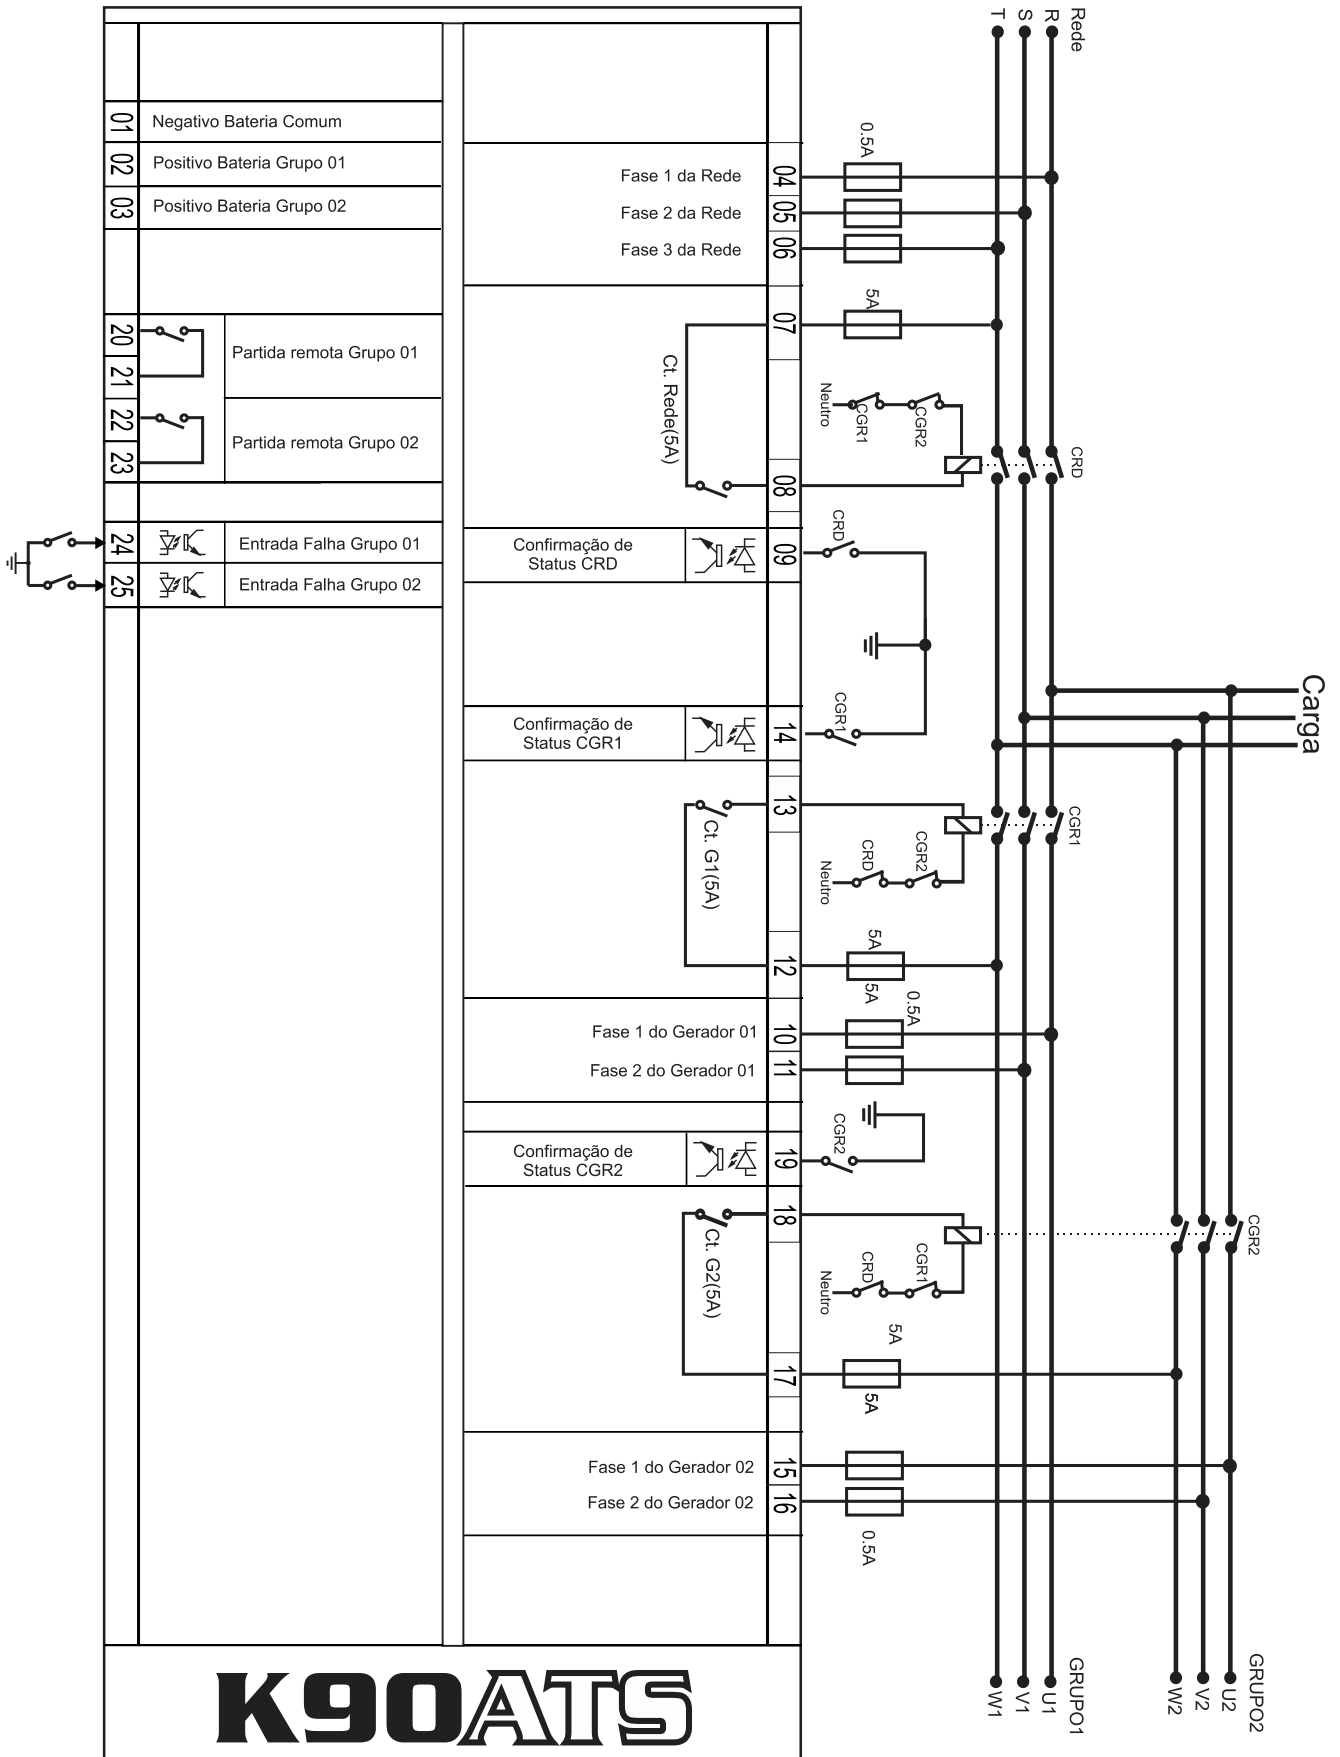 Rede
T
S
R
01
Negativo Bateria Comum
02
Positivo Bateria Grupo 01
03
Positivo Bateria Grupo 02
0.5A
Fase 1 da Rede
04
Fase 2 da Rede
05
Fase 3 da Rede
06
07
5A
20
21
Partida remota Grupo 01
22
23
Partida remota Grupo 02
Ct. Rede(5A)
Neutro
CGR1
CGR2
CRD
08
24
Entrada Falha Grupo 01
25
Entrada Falha Grupo 02
Confirmação de
Status CRD
09
CRD
Carga
Confirmação de
Status CGR1
14
CGR1
13
CGR1
Ct. G1(5A)
Neutro
CRD
CGR2
12
5A
5A
0.5A
Fase 1 do Gerador 01
10
Fase 2 do Gerador 01
11
Confirmação de
Status CGR2
19
CGR2
18
CGR2
Ct. G2(5A)
Neutro
CRD
CGR1
5A
17
5A
Fase 1 do Gerador 02
15
Fase 2 do Gerador 02
16
0.5A
GRUPO1
W1
V1
U1
GRUPO2
W2
V2
U2
K90ATS